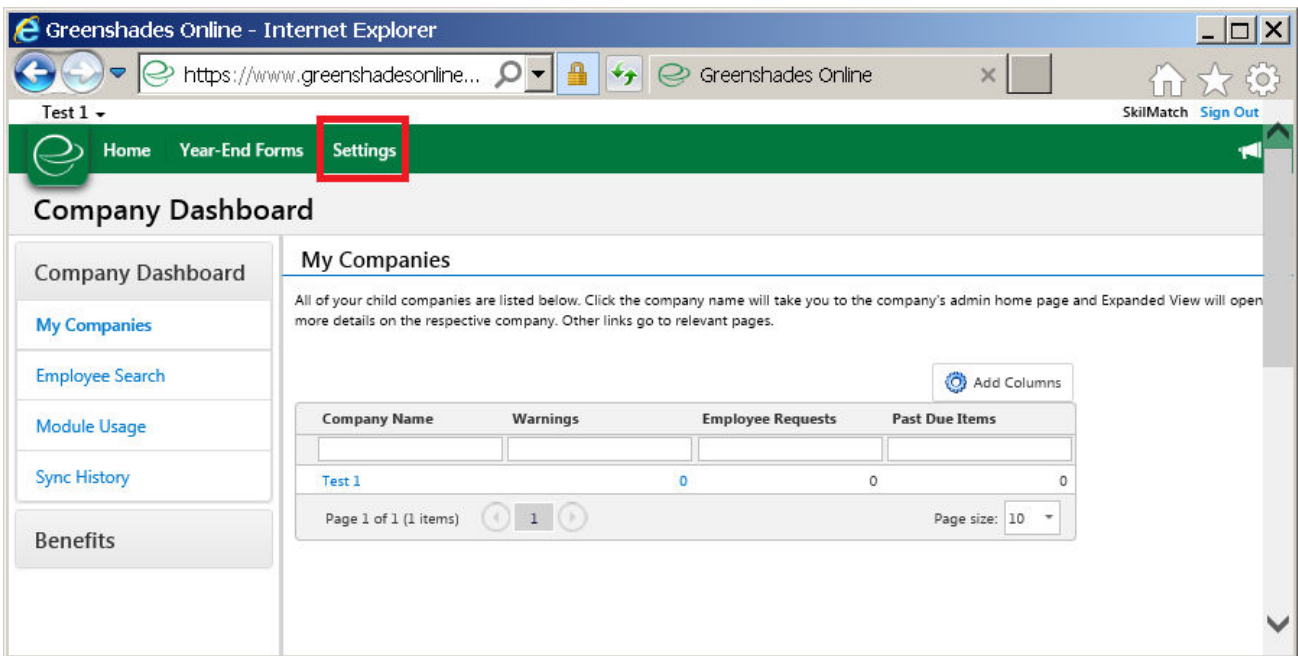 Greenshades Online - Internet Explorer
https://www.greenshadesonline... Greenshades Online
Test 1 SkilMatch Sign Out
Home Year-End Forms Settings
Company Dashboard
Company Dashboard
My Companies
Employee Search
Module Usage
Sync History
Benefits
My Companies
All of your child companies are listed below. Click the company name will take you to the company's admin home page and Expanded View will open
more details on the respective company. Other links go to relevant pages.
Add Columns
Company Name Warnings Employee Requests Past Due Items
Test 1 0 0 0
Page 1 of 1 (1 items) 1 Page size: 10